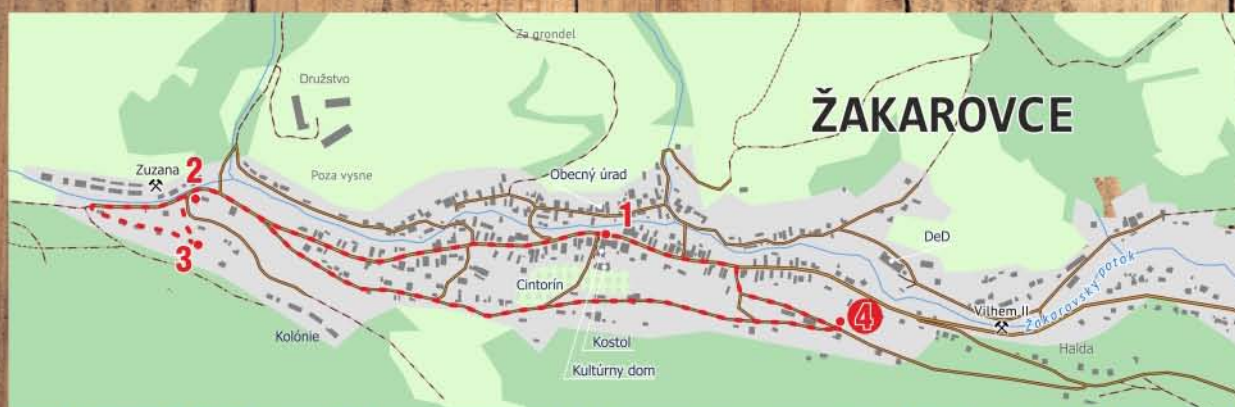 Za grondel
Družstvo
ŽAKAROVCE
Zuzana
2
Poza vysne
Obecný úrad
1
DeD
3
Cintorín
4
Vilhem II
Žakarovský potok
Kolónie
Kostol
Halda
Kultúrny dom